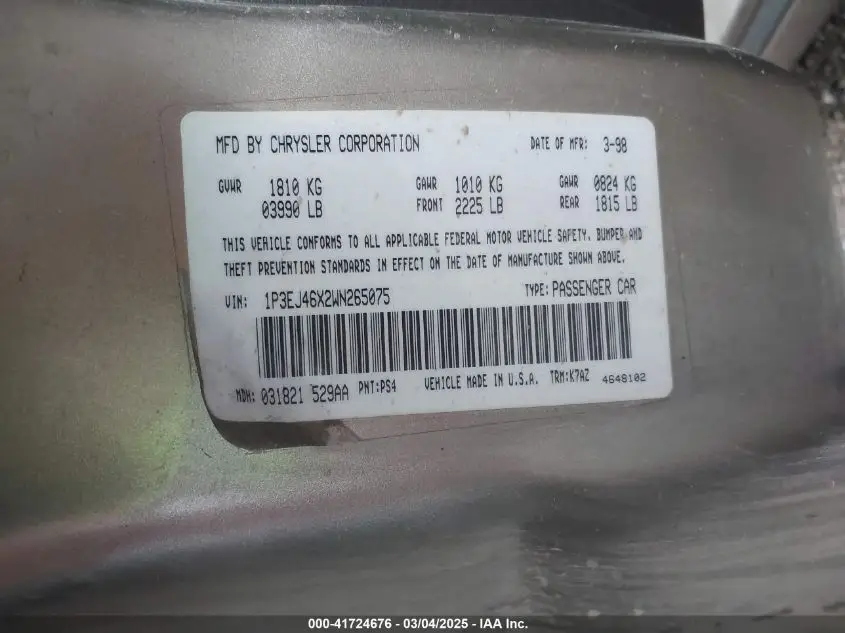 MFD BY CHRYSLER CORPORATION DATE OF MFR: 3-98
GVWR 1810 KG GAWR 1010 KG GAWR 0824 KG
03990 LB FRONT 2225 LB REAR 1815 LB
THIS VEHICLE CONFORMS TO ALL APPLICABLE FEDERAL MOTOR VEHICLE SAFETY, BUMPER AND
THEFT PREVENTION STANDARDS IN EFFECT ON THE DATE OF MANUFACTURE SHOWN ABOVE.
VIN: 1P3EJ46X2WN265075 TYPE: PASSENGER CAR
MDH: 031821 529AA PNT:PS4 VEHICLE MADE IN U.S.A. TRM:K7AZ 4648102
000-41724676 - 03/04/2025 - IAA Inc.